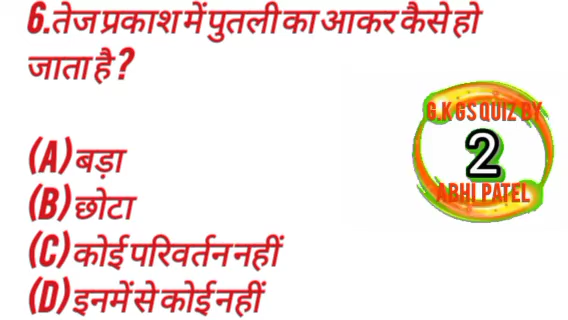 6.तेज प्रकाश में पुतली का आकर कैसे हो
जाता है?
(A) बड़ा
(B) छोटा
(C) कोई परिवर्तन नहीं
(D) इनमें से कोई नहीं
G.K GS QUIZ BY
2
ABHI PATEL